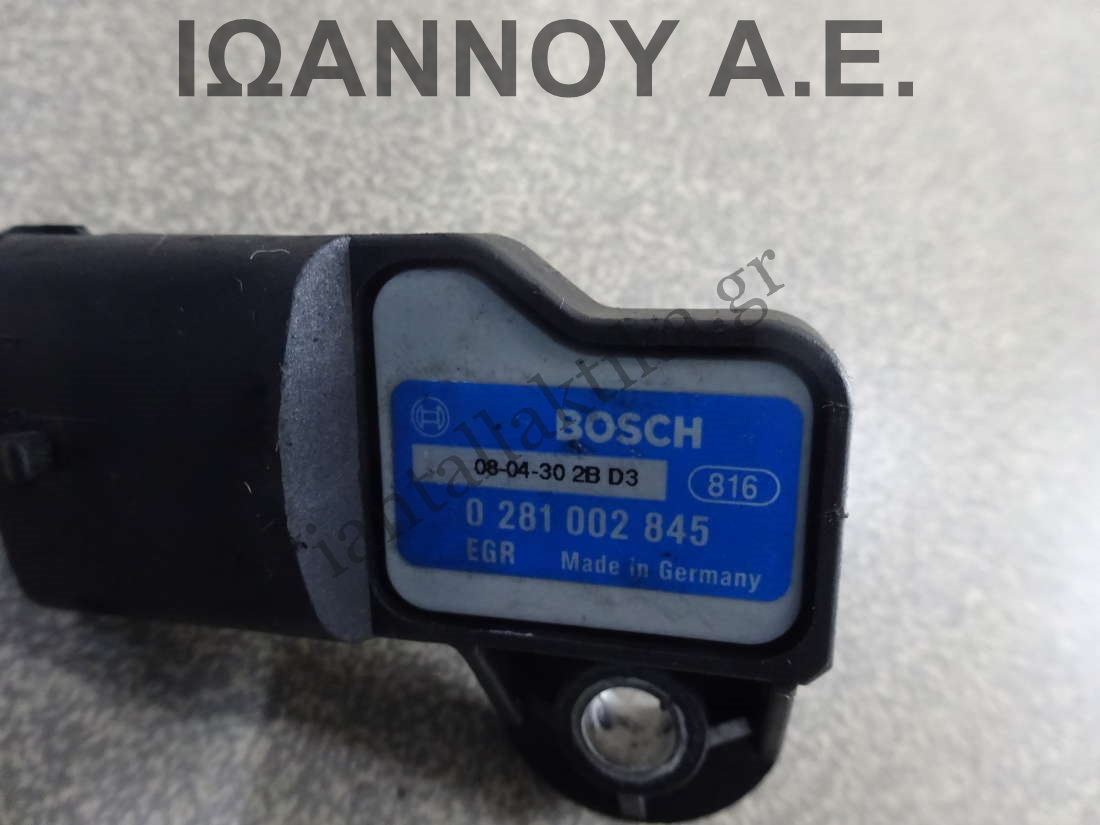 ΙΩΑΝΝΟΥ Α.Ε.
iantallaktika.gr
BOSCH
08-04-30 2B D3
816
0 281 002 845
EGR Made in Germany